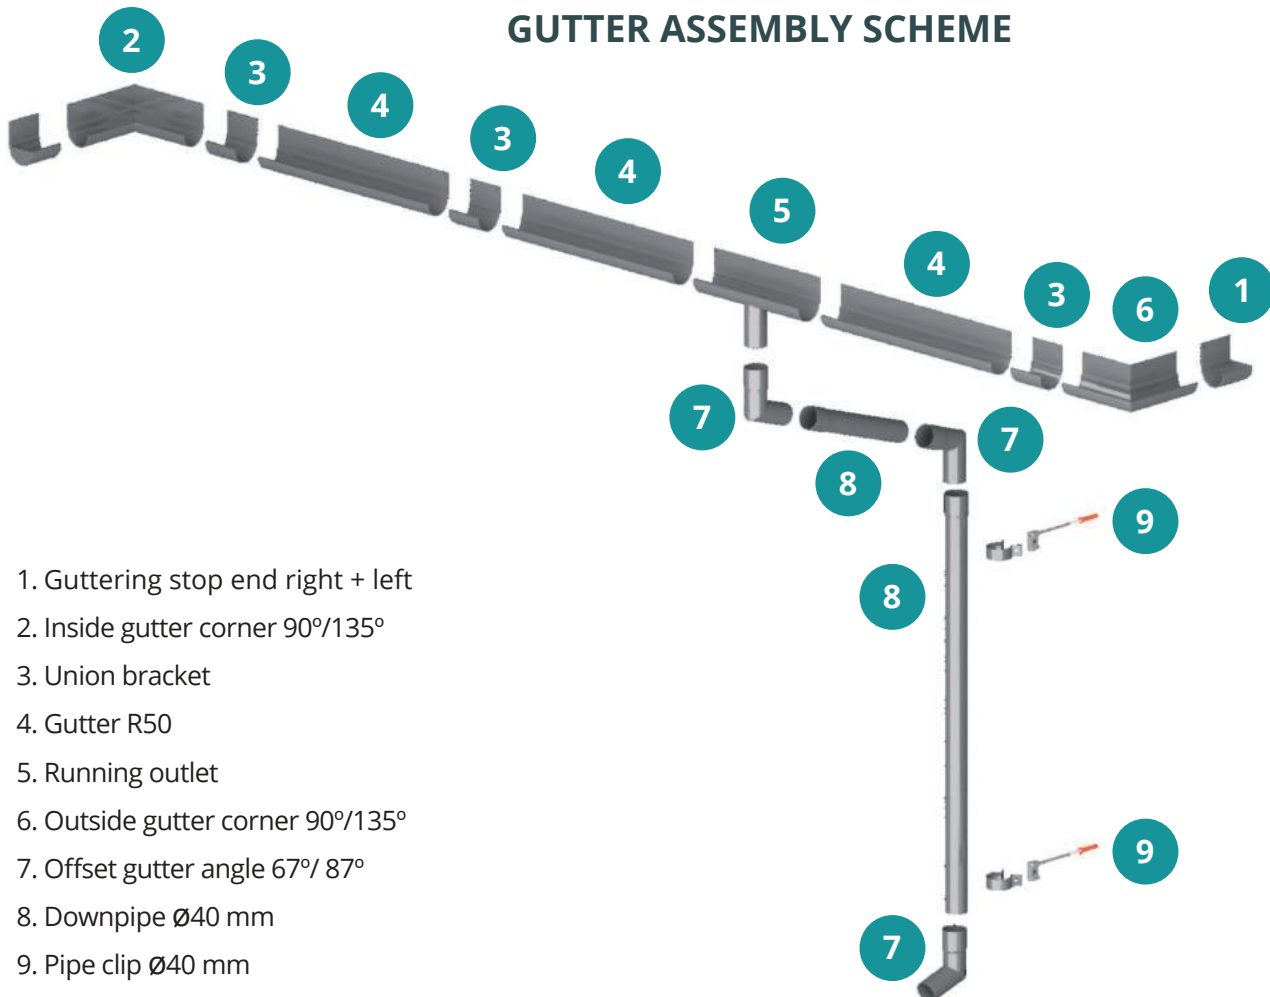 GUTTER ASSEMBLY SCHEME
2
3
4
3
4
5
4
3
6
1
7
8
7
9
8
9
7
1. Guttering stop end right + left
2. Inside gutter corner 90º/135º
3. Union bracket
4. Gutter R50
5. Running outlet
6. Outside gutter corner 90º/135º
7. Offset gutter angle 67º/ 87º
8. Downpipe Ø40 mm
9. Pipe clip Ø40 mm